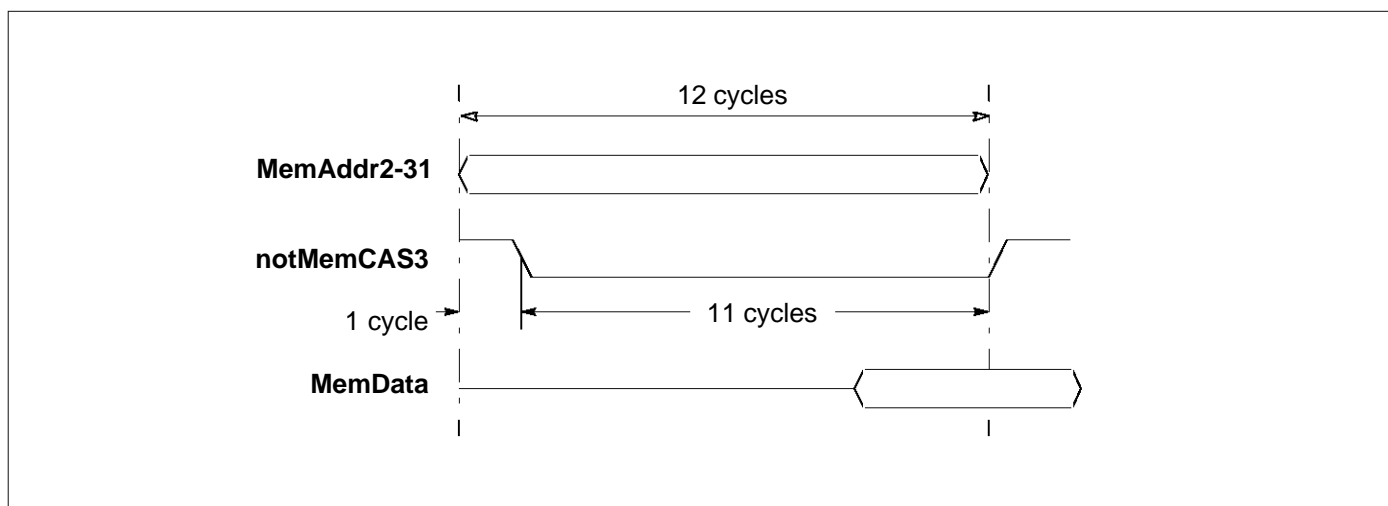 12 cycles
MemAddr2-31
notMemCAS3
1 cycle
11 cycles
MemData